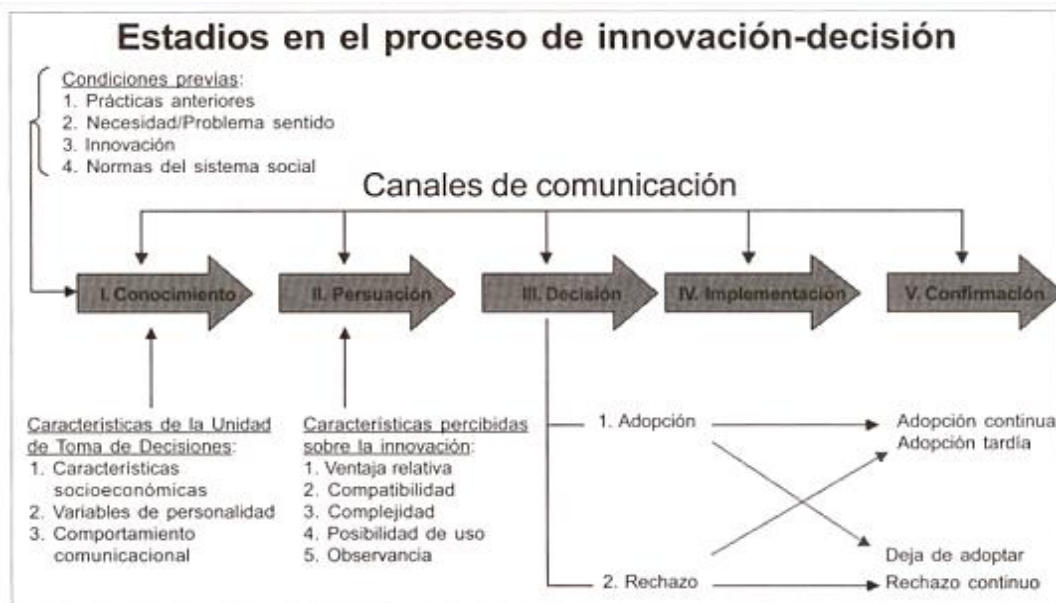 Estadios en el proceso de innovación-decisión
Condiciones previas:
1. Prácticas anteriores
2. Necesidad/Problema sentido
3. Innovación
4. Normas del sistema social
Canales de comunicación
I. Conocimiento
II. Persuación
III. Decisión
IV. Implementación
V. Confirmación
Características de la Unidad
de Toma de Decisiones:
1. Características
socioeconómicas
2. Variables de personalidad
3. Comportamiento
comunicacional
Características percibidas
sobre la innovación:
1. Ventaja relativa
2. Compatibilidad
3. Complejidad
4. Posibilidad de uso
5. Observancia
1. Adopción
2. Rechazo
Adopción continua
Adopción tardía
Deja de adoptar
Rechazo continuo